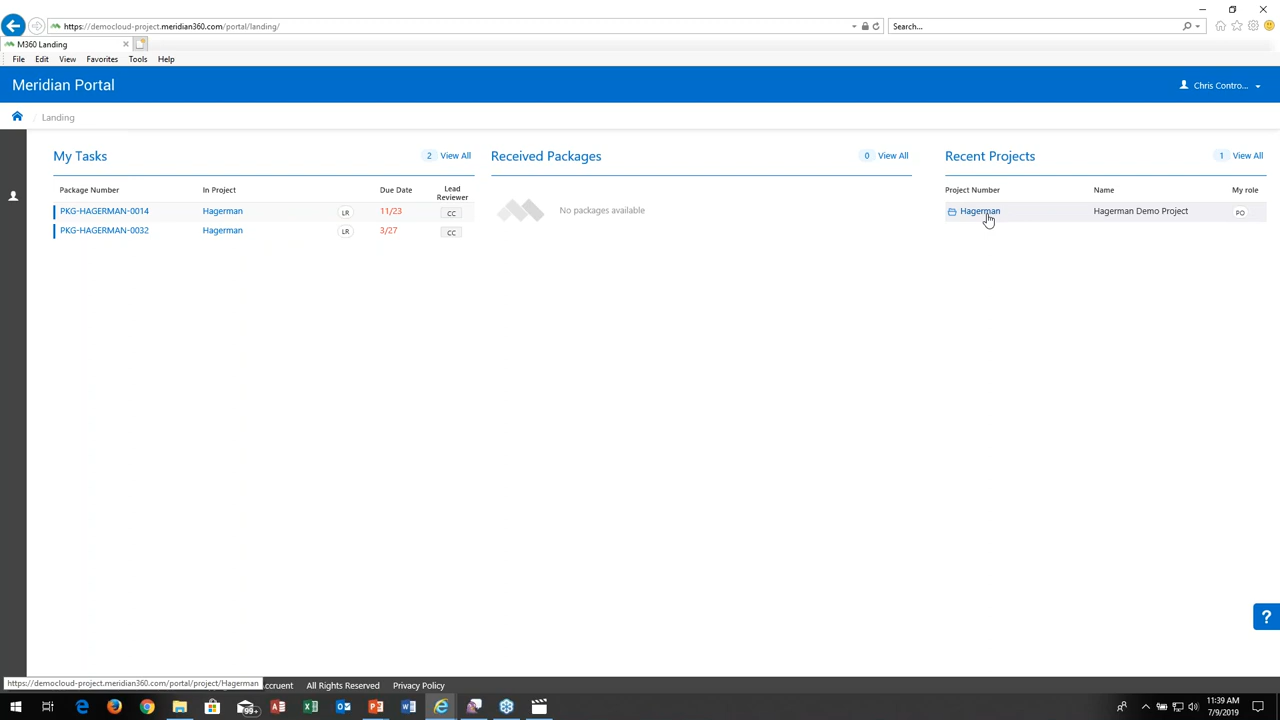 https://democloud-project.meridian360.com/portal/landing/
Search...
M360 Landing
File Edit View Favorites Tools Help
Meridian Portal
Chris Contro...
/ Landing
My Tasks
2 View All
Received Packages
0 View All
Recent Projects
1 View All
Package Number In Project Due Date Lead Reviewer
Project Number Name My role
PKG-HAGERMAN-0014 Hagerman LR 11/23 CC
No packages available
Hagerman Hagerman Demo Project PO
PKG-HAGERMAN-0032 Hagerman LR 3/27 CC
?
https://democloud-project.meridian360.com/portal/project/Hagerman
All Rights Reserved Privacy Policy
99+
11:39 AM
7/9/2019